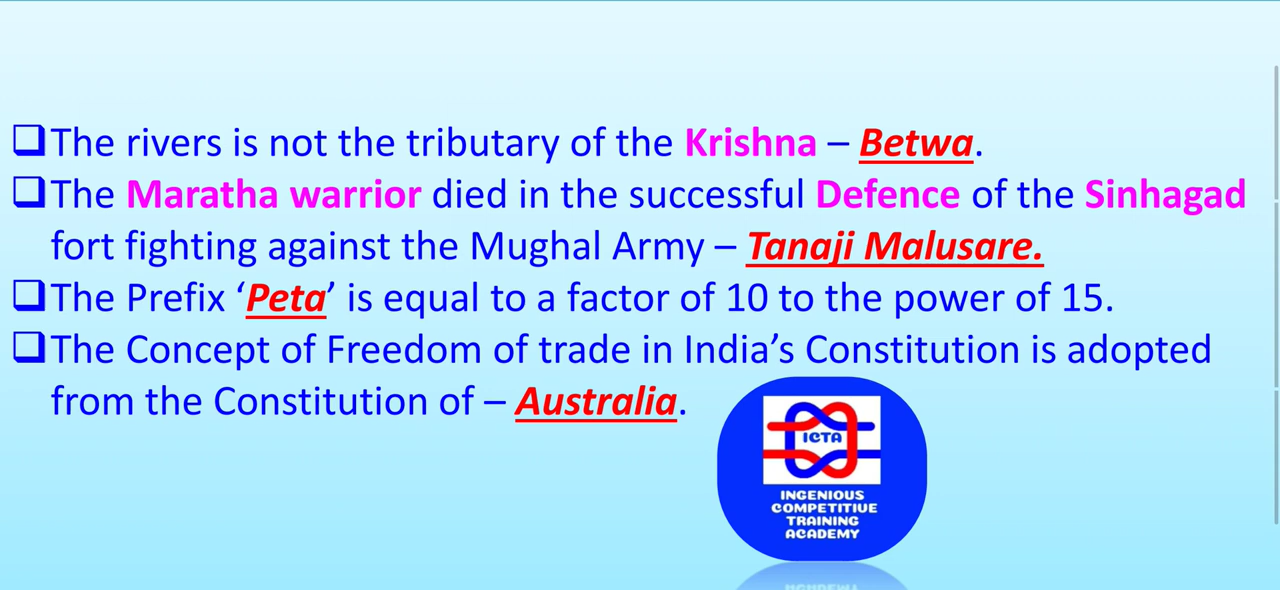 ❑The rivers is not the tributary of the Krishna – Betwa.
❑The Maratha warrior died in the successful Defence of the Sinhagad
fort fighting against the Mughal Army – Tanaji Malusare.
❑The Prefix ‘Peta’ is equal to a factor of 10 to the power of 15.
❑The Concept of Freedom of trade in India’s Constitution is adopted
from the Constitution of – Australia.
ICTA
INGENIOUS
COMPETITIVE
TRAINING
ACADEMY